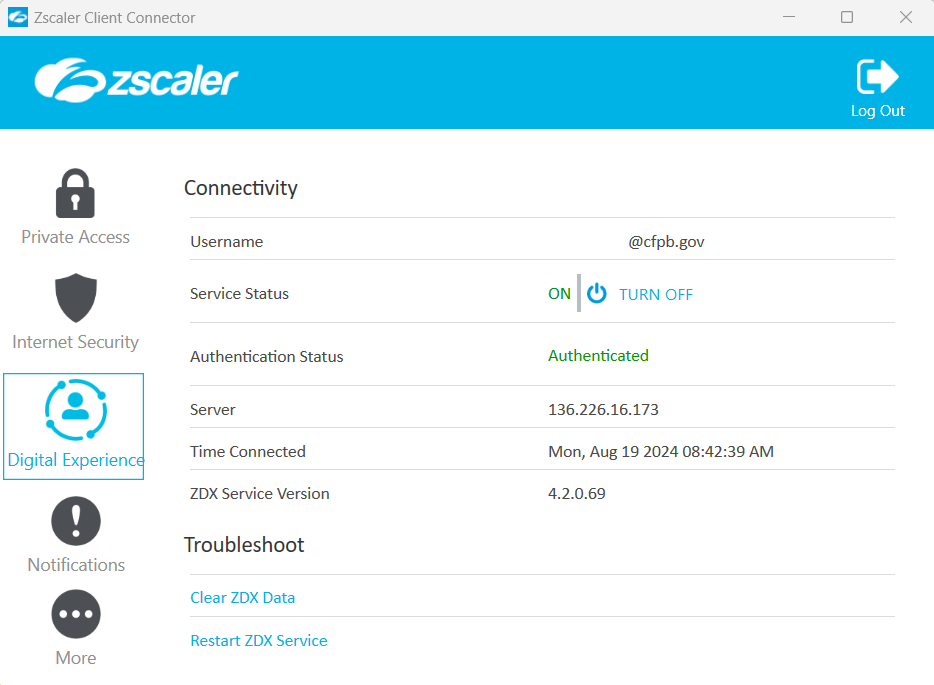 Zscaler Client Connector
zscaler
Log Out
Private Access
Internet Security
Digital Experience
Notifications
More
Connectivity
Username @cfpb.gov
Service Status ON TURN OFF
Authentication Status Authenticated
Server 136.226.16.173
Time Connected Mon, Aug 19 2024 08:42:39 AM
ZDX Service Version 4.2.0.69
Troubleshoot
Clear ZDX Data
Restart ZDX Service